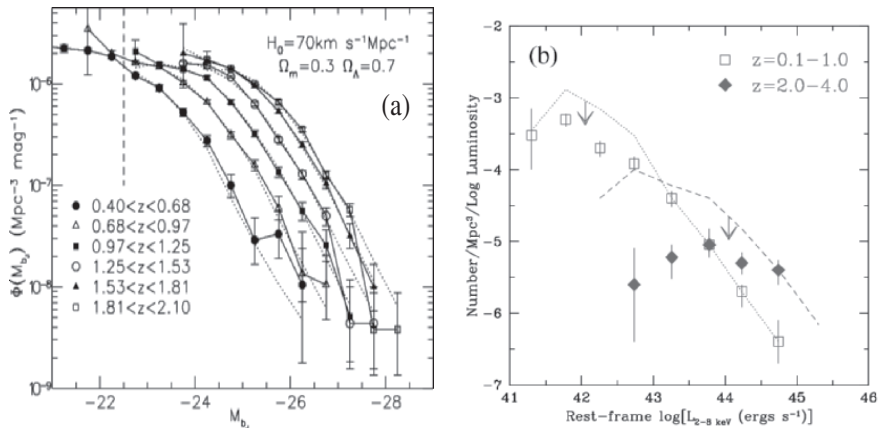 (a)
H₀=70km s⁻¹Mpc⁻¹
Ωₘ=0.3 Ω_Λ=0.7
10⁻⁶
10⁻⁷
10⁻⁸
10⁻⁹
Φ(M_b) (Mpc⁻³ mag⁻¹)
0.40<z<0.68
0.68<z<0.97
0.97<z<1.25
1.25<z<1.53
1.53<z<1.81
1.81<z<2.10
−22 −24 −26 −28
M_b
(b)
z=0.1−1.0
z=2.0−4.0
Number/Mpc³/Log Luminosity
−2
−3
−4
−5
−6
−7
41 42 43 44 45 46
Rest−frame log[L₂₋₈ keV (ergs s⁻¹)]